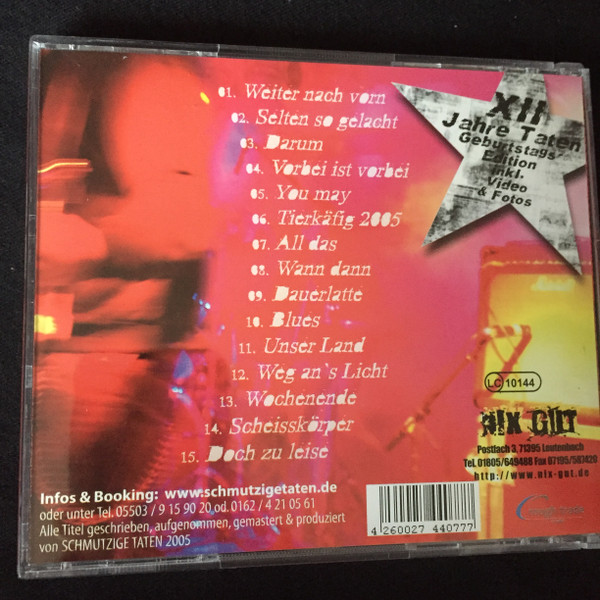 01. Weiter nach vorn
02. Selten so gelacht
03. Darum
04. Vorbei ist vorbei
05. You may
06. Tierkäfig 2005
07. All das
08. Wann dann
09. Dauerlatte
10. Blues
11. Unser Land
12. Weg an`s Licht
13. Wochenende
14. Scheisskörper
15. Doch zu leise
XII
Jahre Taten
Geburtstags-
Edition
inkl.
Video
& Fotos
LC 10144
NIX GUT
Postfach 3, 71395 Leutenbach
Tel. 01805/649488 Fax 07195/587420
http://www.nix-gut.de
Infos & Booking: www.schmutzigetaten.de
oder unter Tel. 05503 / 9 15 90 20 od. 0162 / 4 21 05 61
Alle Titel geschrieben, aufgenommen, gemastert & produziert
von SCHMUTZIGE TATEN 2005
4 260027 440777